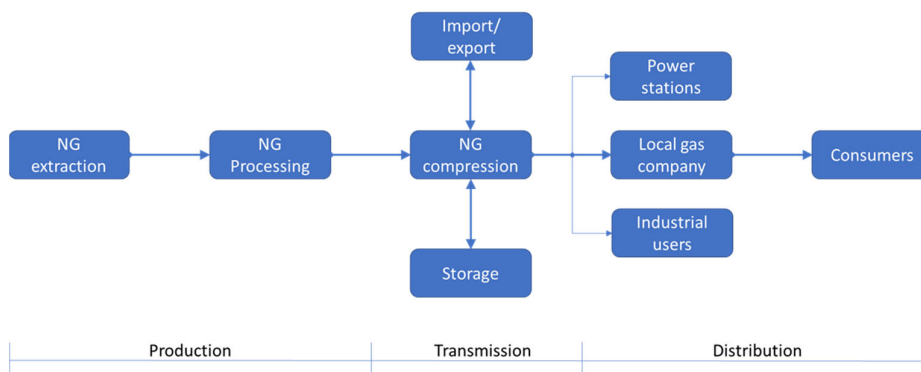 Import/
export
Power
stations
NG
extraction
NG
Processing
NG
compression
Local gas
company
Consumers
Industrial
users
Storage
Production
Transmission
Distribution